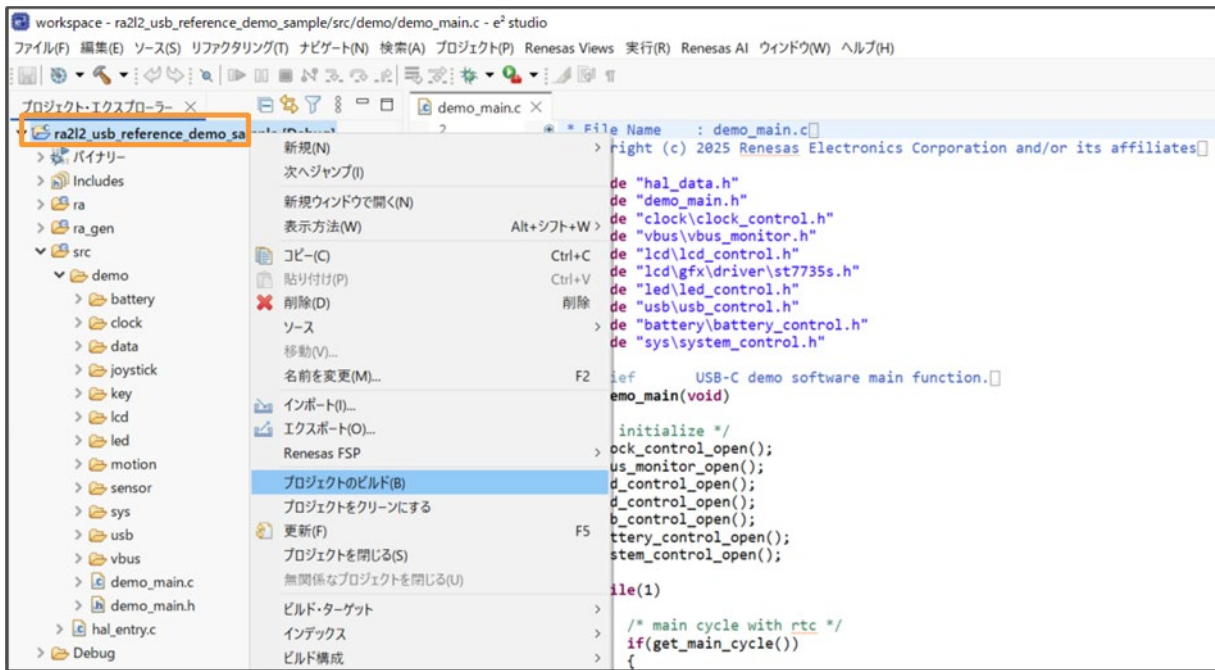 workspace - ra2l2_usb_reference_demo_sample/src/demo/demo_main.c - e² studio
ファイル(F) 編集(E) ソース(S) リファクタリング(T) ナビゲート(N) 検索(A) プロジェクト(P) Renesas Views 実行(R) Renesas AI ウィンドウ(W) ヘルプ(H)
プロジェクト・エクスプローラー
ra2l2_usb_reference_demo_sa
バイナリー
Includes
ra
ra_gen
src
demo
battery
clock
data
joystick
key
lcd
led
motion
sensor
sys
usb
vbus
demo_main.c
demo_main.h
hal_entry.c
Debug
新規(N)
次へジャンプ(I)
新規ウィンドウで開く(N)
表示方法(W) Alt+シフト+W
コピー(C) Ctrl+C
貼り付け(P) Ctrl+V
削除(D) 削除
ソース
移動(V)...
名前を変更(M)... F2
インポート(I)...
エクスポート(O)...
Renesas FSP
プロジェクトのビルド(B)
プロジェクトをクリーンにする
更新(F) F5
プロジェクトを閉じる(S)
無関係なプロジェクトを閉じる(U)
ビルド・ターゲット
インデックス
ビルド構成
demo_main.c
2 * File Name : demo_main.c
right (c) 2025 Renesas Electronics Corporation and/or its affiliates
de "hal_data.h"
de "demo_main.h"
de "clock\clock_control.h"
de "vbus\vbus_monitor.h"
de "lcd\lcd_control.h"
de "lcd\gfx\driver\st7735s.h"
de "led\led_control.h"
de "usb\usb_control.h"
de "battery\battery_control.h"
de "sys\system_control.h"
ief USB-C demo software main function.
emo_main(void)
initialize */
ock_control_open();
us_monitor_open();
d_control_open();
d_control_open();
b_control_open();
ttery_control_open();
stem_control_open();
ile(1)
/* main cycle with rtc */
if(get_main_cycle())
{